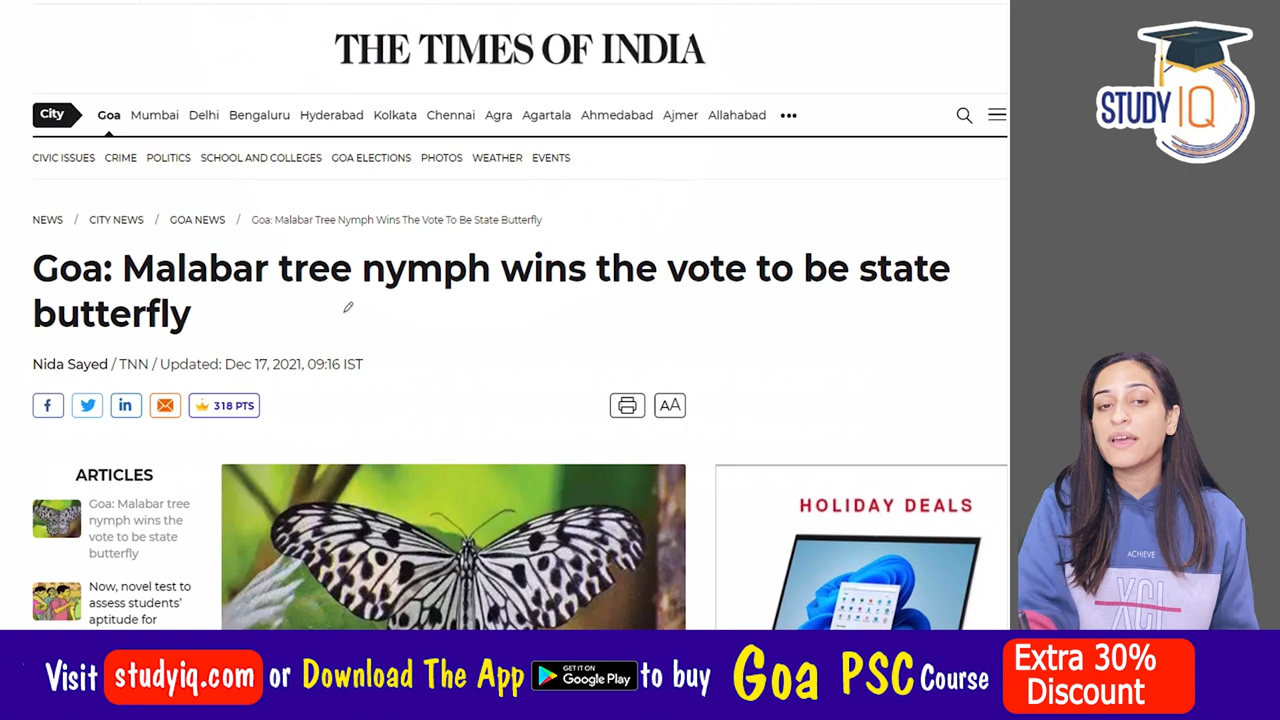 THE TIMES OF INDIA
City Goa Mumbai Delhi Bengaluru Hyderabad Kolkata Chennai Agra Agartala Ahmedabad Ajmer Allahabad •••
CIVIC ISSUES CRIME POLITICS SCHOOL AND COLLEGES GOA ELECTIONS PHOTOS WEATHER EVENTS
NEWS / CITY NEWS / GOA NEWS / Goa: Malabar Tree Nymph Wins The Vote To Be State Butterfly
Goa: Malabar tree nymph wins the vote to be state
butterfly
Nida Sayed / TNN / Updated: Dec 17, 2021, 09:16 IST
318 PTS
AA
ARTICLES
Goa: Malabar tree
nymph wins the
vote to be state
butterfly
Now, novel test to
assess students'
aptitude for
HOLIDAY DEALS
STUDY IQ
ACHIEVE
XCI
Visit studyiq.com or Download The App GET IT ON Google Play to buy Goa PSC Course
Extra 30%
Discount